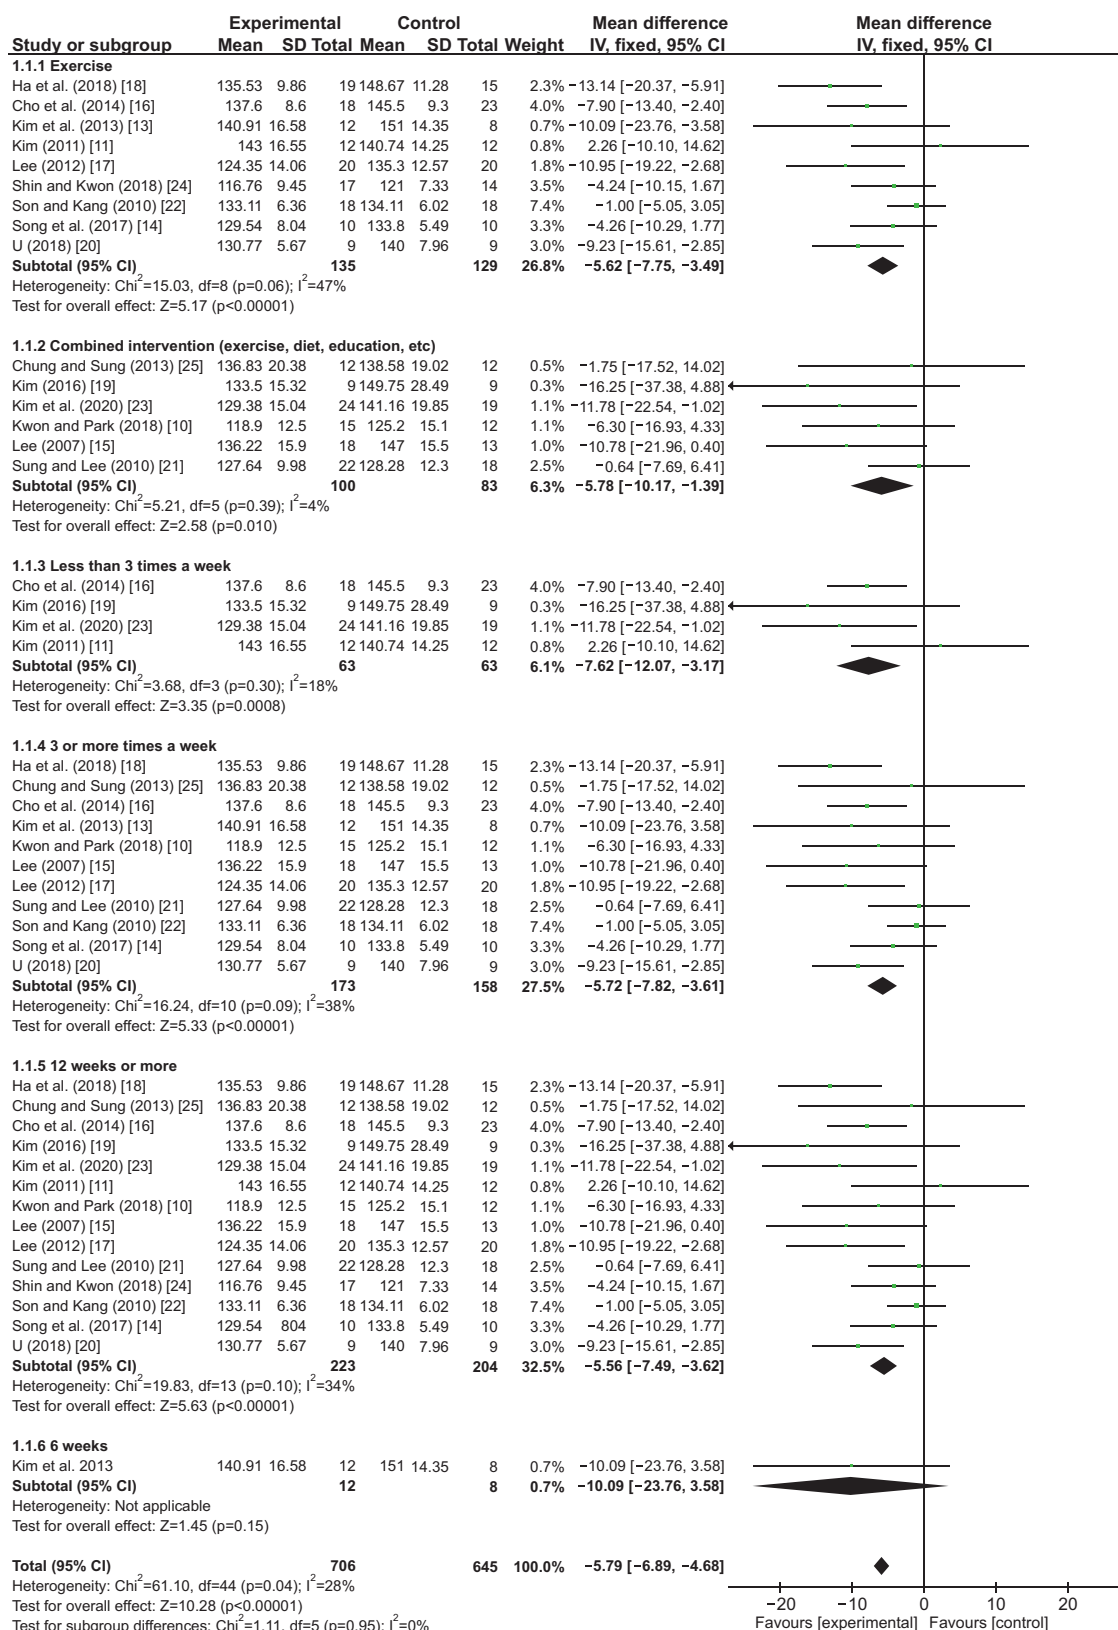 Experimental Control Mean difference Mean difference
Study or subgroup Mean SD Total Mean SD Total Weight IV, fixed, 95% CI IV, fixed, 95% CI
1.1.1 Exercise
Ha et al. (2018) [18] 135.53 9.86 19 148.67 11.28 15 2.3% −13.14 [−20.37, −5.91]
Cho et al. (2014) [16] 137.6 8.6 18 145.5 9.3 23 4.0% −7.90 [−13.40, −2.40]
Kim et al. (2013) [13] 140.91 16.58 12 151 14.35 8 0.7% −10.09 [−23.76, −3.58]
Kim (2011) [11] 143 16.55 12 140.74 14.25 12 0.8% 2.26 [−10.10, 14.62]
Lee (2012) [17] 124.35 14.06 20 135.3 12.57 20 1.8% −10.95 [−19.22, −2.68]
Shin and Kwon (2018) [24] 116.76 9.45 17 121 7.33 14 3.5% −4.24 [−10.15, 1.67]
Son and Kang (2010) [22] 133.11 6.36 18 134.11 6.02 18 7.4% −1.00 [−5.05, 3.05]
Song et al. (2017) [14] 129.54 8.04 10 133.8 5.49 10 3.3% −4.26 [−10.29, 1.77]
U (2018) [20] 130.77 5.67 9 140 7.96 9 3.0% −9.23 [−15.61, −2.85]
Subtotal (95% CI) 135 129 26.8% −5.62 [−7.75, −3.49]
Heterogeneity: Chi²=15.03, df=8 (p=0.06); I²=47%
Test for overall effect: Z=5.17 (p<0.00001)
1.1.2 Combined intervention (exercise, diet, education, etc)
Chung and Sung (2013) [25] 136.83 20.38 12 138.58 19.02 12 0.5% −1.75 [−17.52, 14.02]
Kim (2016) [19] 133.5 15.32 9 149.75 28.49 9 0.3% −16.25 [−37.38, 4.88]
Kim et al. (2020) [23] 129.38 15.04 24 141.16 19.85 19 1.1% −11.78 [−22.54, −1.02]
Kwon and Park (2018) [10] 118.9 12.5 15 125.2 15.1 12 1.1% −6.30 [−16.93, 4.33]
Lee (2007) [15] 136.22 15.9 18 147 15.5 13 1.0% −10.78 [−21.96, 0.40]
Sung and Lee (2010) [21] 127.64 9.98 22 128.28 12.3 18 2.5% −0.64 [−7.69, 6.41]
Subtotal (95% CI) 100 83 6.3% −5.78 [−10.17, −1.39]
Heterogeneity: Chi²=5.21, df=5 (p=0.39); I²=4%
Test for overall effect: Z=2.58 (p=0.010)
1.1.3 Less than 3 times a week
Cho et al. (2014) [16] 137.6 8.6 18 145.5 9.3 23 4.0% −7.90 [−13.40, −2.40]
Kim (2016) [19] 133.5 15.32 9 149.75 28.49 9 0.3% −16.25 [−37.38, 4.88]
Kim et al. (2020) [23] 129.38 15.04 24 141.16 19.85 19 1.1% −11.78 [−22.54, −1.02]
Kim (2011) [11] 143 16.55 12 140.74 14.25 12 0.8% 2.26 [−10.10, 14.62]
Subtotal (95% CI) 63 63 6.1% −7.62 [−12.07, −3.17]
Heterogeneity: Chi²=3.68, df=3 (p=0.30); I²=18%
Test for overall effect: Z=3.35 (p=0.0008)
1.1.4 3 or more times a week
Ha et al. (2018) [18] 135.53 9.86 19 148.67 11.28 15 2.3% −13.14 [−20.37, −5.91]
Chung and Sung (2013) [25] 136.83 20.38 12 138.58 19.02 12 0.5% −1.75 [−17.52, 14.02]
Cho et al. (2014) [16] 137.6 8.6 18 145.5 9.3 23 4.0% −7.90 [−13.40, −2.40]
Kim et al. (2013) [13] 140.91 16.58 12 151 14.35 8 0.7% −10.09 [−23.76, 3.58]
Kwon and Park (2018) [10] 118.9 12.5 15 125.2 15.1 12 1.1% −6.30 [−16.93, 4.33]
Lee (2007) [15] 136.22 15.9 18 147 15.5 13 1.0% −10.78 [−21.96, 0.40]
Lee (2012) [17] 124.35 14.06 20 135.3 12.57 20 1.8% −10.95 [−19.22, −2.68]
Sung and Lee (2010) [21] 127.64 9.98 22 128.28 12.3 18 2.5% −0.64 [−7.69, 6.41]
Son and Kang (2010) [22] 133.11 6.36 18 134.11 6.02 18 7.4% −1.00 [−5.05, 3.05]
Song et al. (2017) [14] 129.54 8.04 10 133.8 5.49 10 3.3% −4.26 [−10.29, 1.77]
U (2018) [20] 130.77 5.67 9 140 7.96 9 3.0% −9.23 [−15.61, −2.85]
Subtotal (95% CI) 173 158 27.5% −5.72 [−7.82, −3.61]
Heterogeneity: Chi²=16.24, df=10 (p=0.09); I²=38%
Test for overall effect: Z=5.33 (p<0.00001)
1.1.5 12 weeks or more
Ha et al. (2018) [18] 135.53 9.86 19 148.67 11.28 15 2.3% −13.14 [−20.37, −5.91]
Chung and Sung (2013) [25] 136.83 20.38 12 138.58 19.02 12 0.5% −1.75 [−17.52, 14.02]
Cho et al. (2014) [16] 137.6 8.6 18 145.5 9.3 23 4.0% −7.90 [−13.40, −2.40]
Kim (2016) [19] 133.5 15.32 9 149.75 28.49 9 0.3% −16.25 [−37.38, 4.88]
Kim et al. (2020) [23] 129.38 15.04 24 141.16 19.85 19 1.1% −11.78 [−22.54, −1.02]
Kim (2011) [11] 143 16.55 12 140.74 14.25 12 0.8% 2.26 [−10.10, 14.62]
Kwon and Park (2018) [10] 118.9 12.5 15 125.2 15.1 12 1.1% −6.30 [−16.93, 4.33]
Lee (2007) [15] 136.22 15.9 18 147 15.5 13 1.0% −10.78 [−21.96, 0.40]
Lee (2012) [17] 124.35 14.06 20 135.3 12.57 20 1.8% −10.95 [−19.22, −2.68]
Sung and Lee (2010) [21] 127.64 9.98 22 128.28 12.3 18 2.5% −0.64 [−7.69, 6.41]
Shin and Kwon (2018) [24] 116.76 9.45 17 121 7.33 14 3.5% −4.24 [−10.15, 1.67]
Son and Kang (2010) [22] 133.11 6.36 18 134.11 6.02 18 7.4% −1.00 [−5.05, 3.05]
Song et al. (2017) [14] 129.54 804 10 133.8 5.49 10 3.3% −4.26 [−10.29, 1.77]
U (2018) [20] 130.77 5.67 9 140 7.96 9 3.0% −9.23 [−15.61, −2.85]
Subtotal (95% CI) 223 204 32.5% −5.56 [−7.49, −3.62]
Heterogeneity: Chi²=19.83, df=13 (p=0.10); I²=34%
Test for overall effect: Z=5.63 (p<0.00001)
1.1.6 6 weeks
Kim et al. 2013 140.91 16.58 12 151 14.35 8 0.7% −10.09 [−23.76, 3.58]
Subtotal (95% CI) 12 8 0.7% −10.09 [−23.76, 3.58]
Heterogeneity: Not applicable
Test for overall effect: Z=1.45 (p=0.15)
Total (95% CI) 706 645 100.0% −5.79 [−6.89, −4.68]
Heterogeneity: Chi²=61.10, df=44 (p=0.04); I²=28%
Test for overall effect: Z=10.28 (p<0.00001)
Test for subgroup differences: Chi²=1.11, df=5 (p=0.95); I²=0%
−20 −10 0 10 20
Favours [experimental] Favours [control]